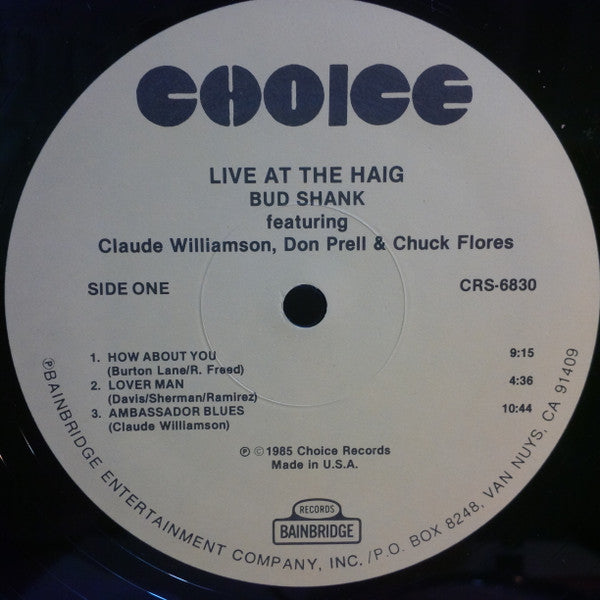 CHOICE
LIVE AT THE HAIG
BUD SHANK
featuring
Claude Williamson, Don Prell & Chuck Flores
SIDE ONE
CRS-6830
1. HOW ABOUT YOU 9:15
(Burton Lane/R. Freed)
2. LOVER MAN 4:36
(Davis/Sherman/Ramirez)
3. AMBASSADOR BLUES 10:44
(Claude Williamson)
℗ ©1985 Choice Records
Made in U.S.A.
RECORDS
BAINBRIDGE
℗BAINBRIDGE ENTERTAINMENT COMPANY, INC. /P.O. BOX 8248, VAN NUYS, CA 91409